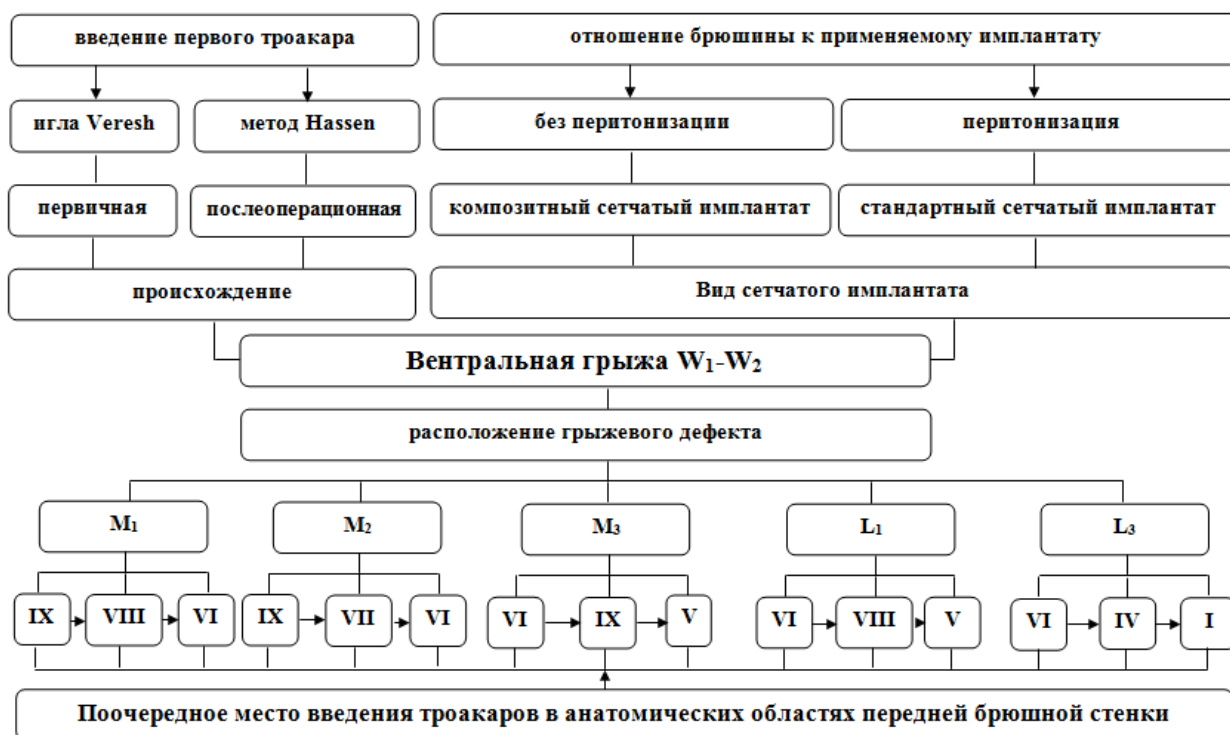 введение первого троакара
отношение брюшины к применяемому имплантату
игла Veresh
метод Hassen
без перитонизации
перитонизация
первичная
послеоперационная
композитный сетчатый имплантат
стандартный сетчатый имплантат
происхождение
Вид сетчатого имплантата
Вентральная грыжа W₁-W₂
расположение грыжевого дефекта
M₁
M₂
M₃
L₁
L₃
IX
VIII
VI
IX
VII
VI
VI
IX
V
VI
VIII
V
VI
IV
I
Поочередное место введения троакаров в анатомических областях передней брюшной стенки